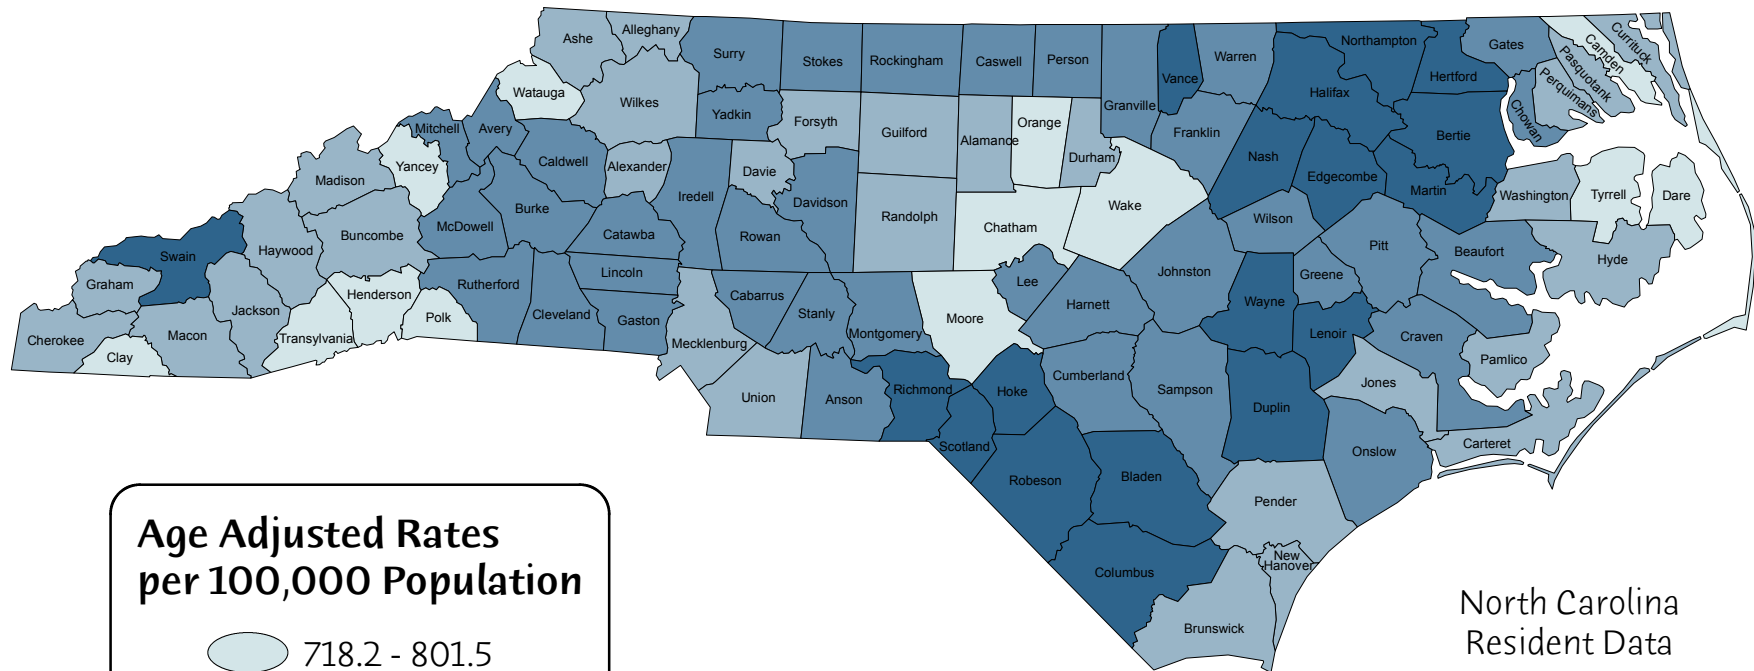 Ashe
Alleghany
Surry
Stokes
Rockingham
Caswell
Person
Granville
Vance
Warren
Northampton
Halifax
Hertford
Gates
Camden
Currituck
Pasquotank
Perquimans
Chowan
Bertie
Watauga
Wilkes
Yadkin
Forsyth
Guilford
Alamance
Orange
Durham
Franklin
Nash
Edgecombe
Martin
Washington
Tyrrell
Dare
Mitchell
Avery
Yancey
Caldwell
Alexander
Iredell
Davie
Davidson
Randolph
Chatham
Wake
Wilson
Pitt
Beaufort
Hyde
Madison
Buncombe
McDowell
Burke
Catawba
Rowan
Lincoln
Haywood
Swain
Graham
Jackson
Henderson
Transylvania
Polk
Rutherford
Cleveland
Gaston
Cabarrus
Stanly
Montgomery
Moore
Lee
Harnett
Johnston
Wayne
Greene
Lenoir
Craven
Pamlico
Cherokee
Clay
Macon
Mecklenburg
Union
Anson
Richmond
Scotland
Hoke
Cumberland
Sampson
Duplin
Jones
Carteret
Onslow
Robeson
Bladen
Pender
Columbus
New
Hanover
Brunswick
Age Adjusted Rates
per 100,000 Population
718.2 - 801.5
North Carolina
Resident Data